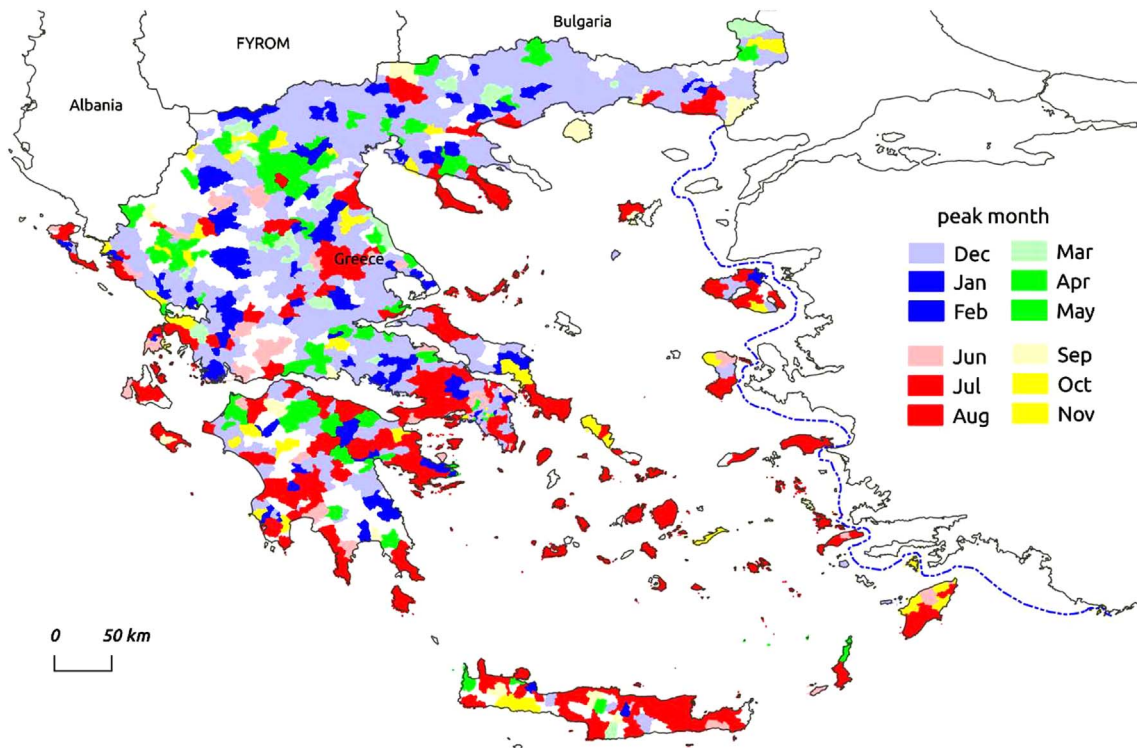 Bulgaria
FYROM
Albania
Greece
peak month
Dec Mar
Jan Apr
Feb May
Jun Sep
Jul Oct
Aug Nov
0 50 km